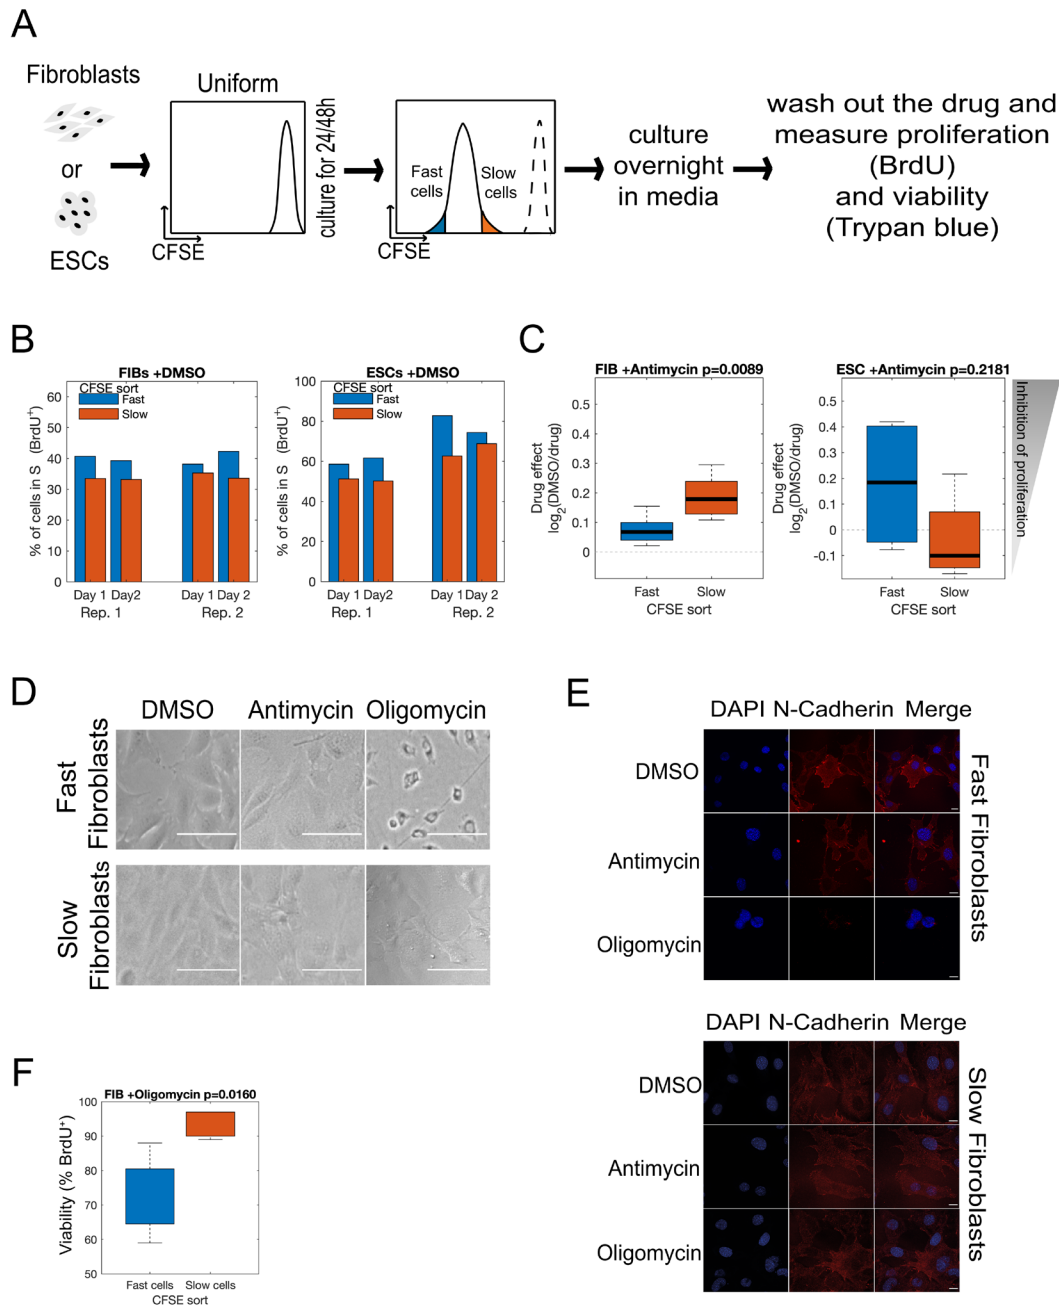 A
Fibroblasts
or
ESCs
Uniform
CFSE
culture for 24/48h
Fast
cells
Slow
cells
CFSE
culture
overnight
in media
wash out the drug and
measure proliferation
(BrdU)
and viability
(Trypan blue)
B
FIBs +DMSO
CFSE sort
Fast
Slow
% of cells in S (BrdU+)
60
50
40
30
20
10
0
Day 1 Day2
Rep. 1
Day 1 Day 2
Rep. 2
ESCs +DMSO
CFSE sort
Fast
Slow
% of cells in S (BrdU+)
100
80
60
40
20
0
Day 1 Day2
Rep. 1
Day 1 Day 2
Rep. 2
C
FIB +Antimycin p=0.0089
Drug effect
log2(DMSO/drug)
0.5
0.4
0.3
0.2
0.1
0
Fast
Slow
CFSE sort
ESC +Antimycin p=0.2181
Drug effect
log2(DMSO/drug)
0.5
0.4
0.3
0.2
0.1
0
-0.1
Fast
Slow
CFSE sort
Inhibition of proliferation
D
DMSO
Antimycin
Oligomycin
Fast
Fibroblasts
Slow
Fibroblasts
E
DAPI N-Cadherin Merge
DMSO
Antimycin
Oligomycin
Fast Fibroblasts
DAPI N-Cadherin Merge
DMSO
Antimycin
Oligomycin
Slow Fibroblasts
F
FIB +Oligomycin p=0.0160
Viability (% BrdU+)
100
90
80
70
60
50
Fast cells
Slow cells
CFSE sort